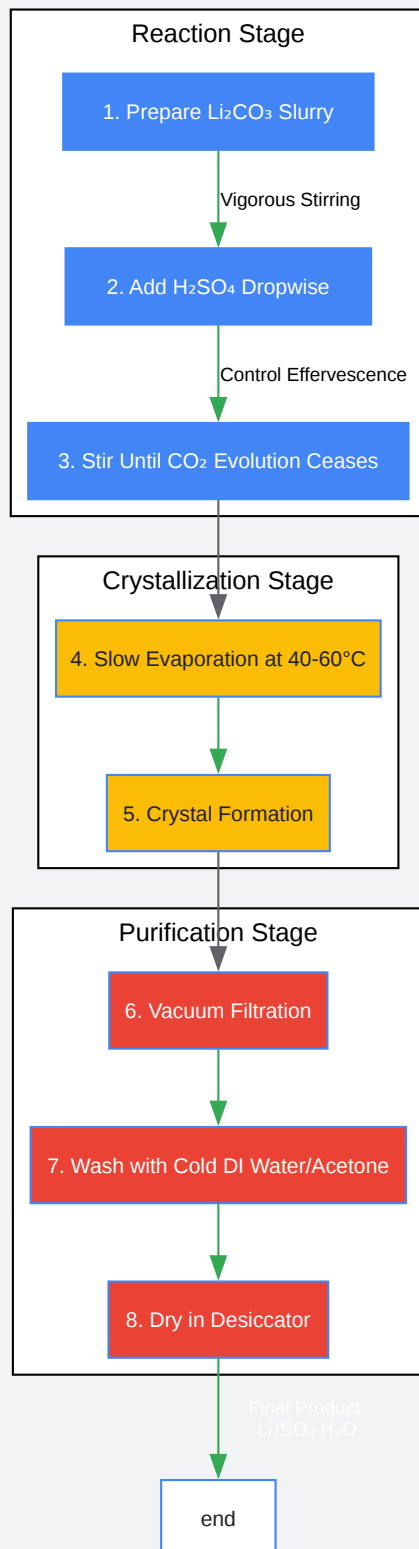 Reaction Stage
1. Prepare Li₂CO₃ Slurry
Vigorous Stirring
2. Add H₂SO₄ Dropwise
Control Effervescence
3. Stir Until CO₂ Evolution Ceases
Crystallization Stage
4. Slow Evaporation at 40-60°C
5. Crystal Formation
Purification Stage
6. Vacuum Filtration
7. Wash with Cold DI Water/Acetone
8. Dry in Desiccator
Final Product:
Li₂SO₄·H₂O
end